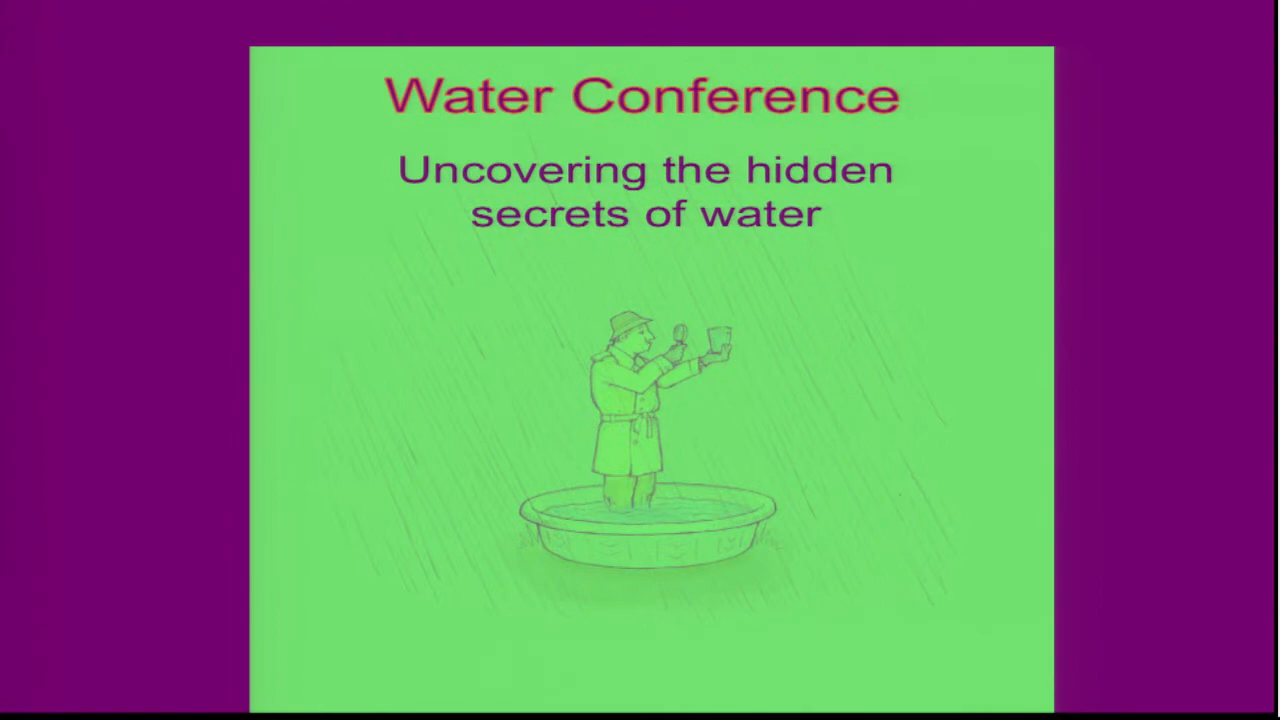 Water Conference
Uncovering the hidden
secrets of water